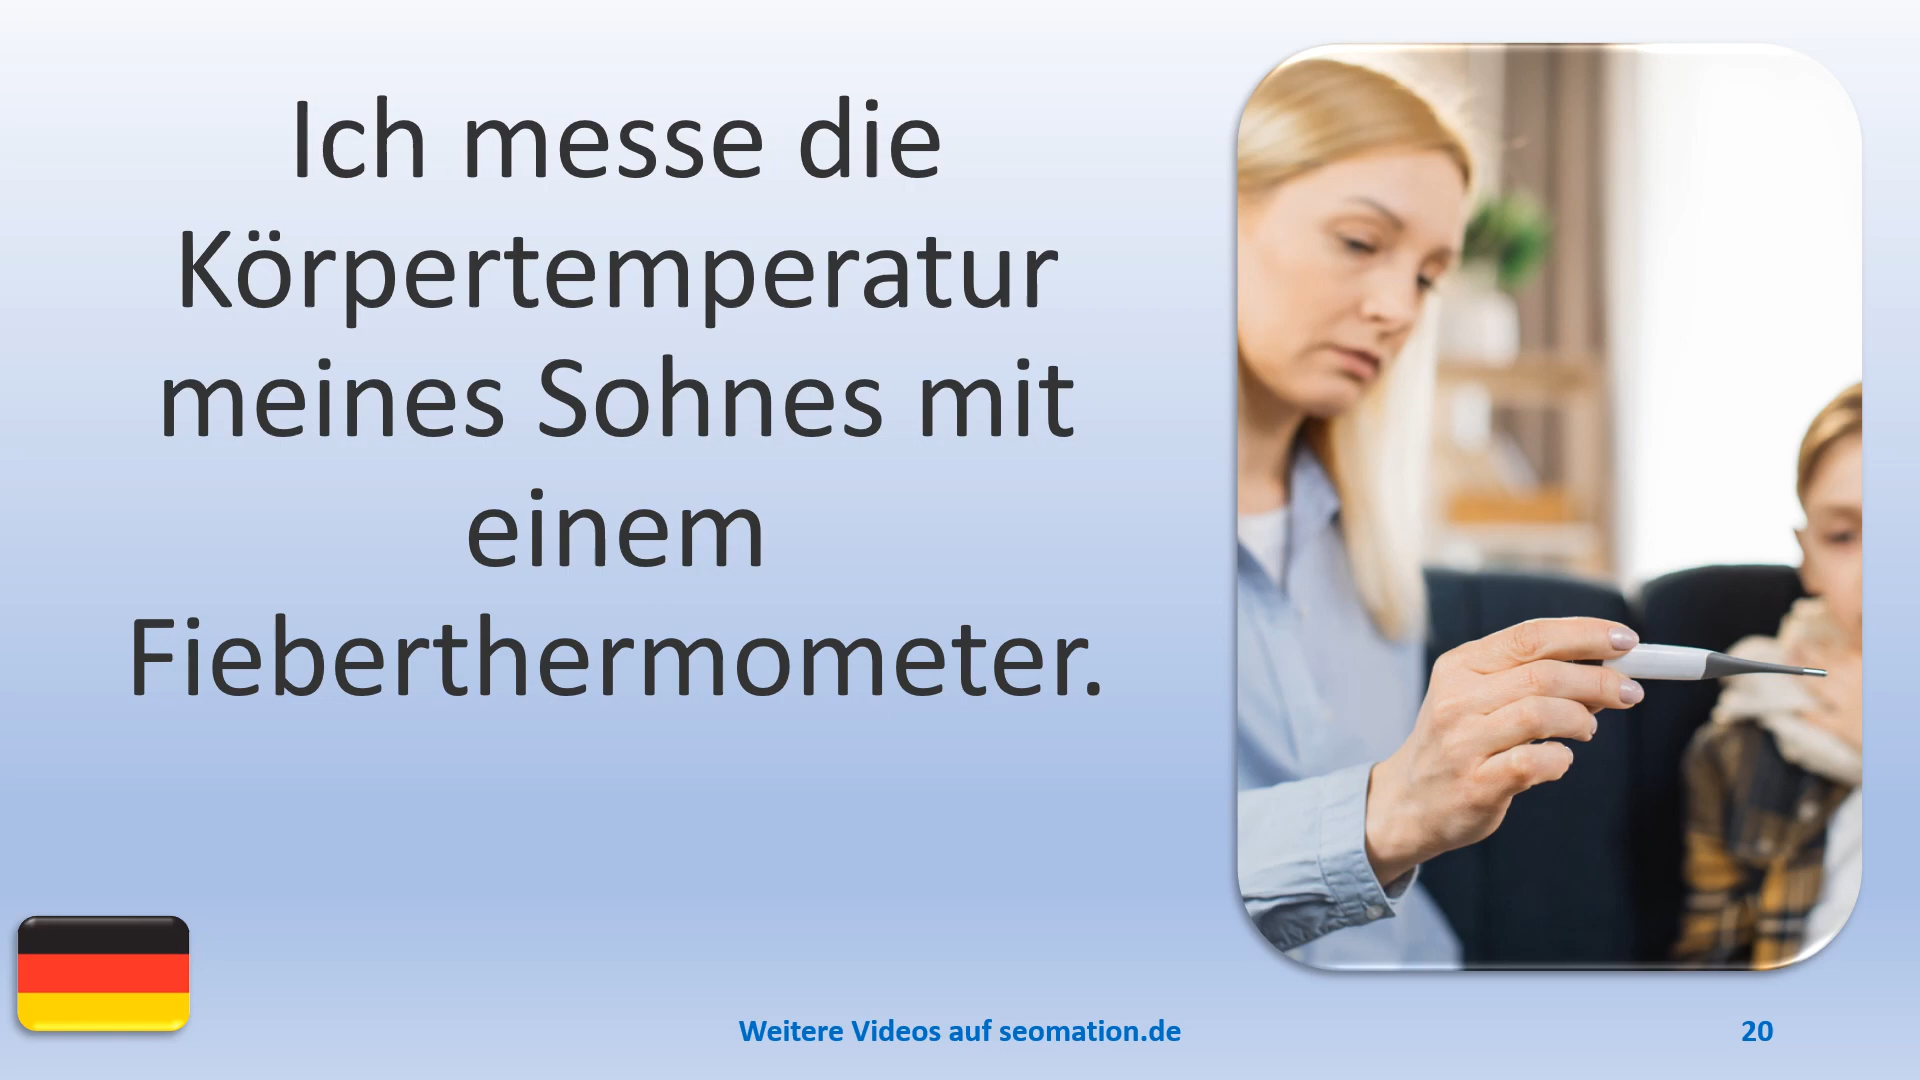 Ich messe die
Körpertemperatur
meines Sohnes mit
einem
Fieberthermometer.
Weitere Videos auf seomation.de
20